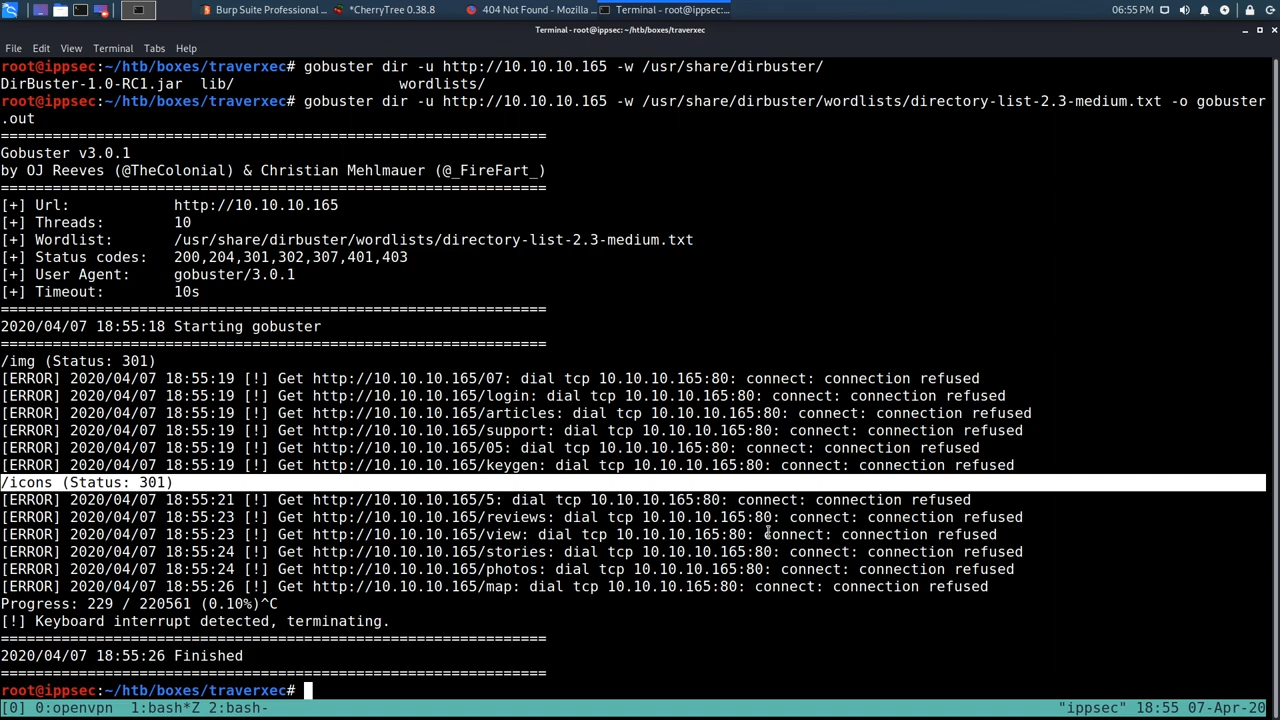 Burp Suite Professional ... *CherryTree 0.38.8 404 Not Found - Mozilla ... Terminal - root@ippsec:... 06:55 PM
Terminal - root@ippsec:~/htb/boxes/traverxec
File Edit View Terminal Tabs Help
root@ippsec:~/htb/boxes/traverxec# gobuster dir -u http://10.10.10.165 -w /usr/share/dirbuster/
DirBuster-1.0-RC1.jar lib/ wordlists/
root@ippsec:~/htb/boxes/traverxec# gobuster dir -u http://10.10.10.165 -w /usr/share/dirbuster/wordlists/directory-list-2.3-medium.txt -o gobuster
.out
===============================================================
Gobuster v3.0.1
by OJ Reeves (@TheColonial) & Christian Mehlmauer (@_FireFart_)
===============================================================
[+] Url: http://10.10.10.165
[+] Threads: 10
[+] Wordlist: /usr/share/dirbuster/wordlists/directory-list-2.3-medium.txt
[+] Status codes: 200,204,301,302,307,401,403
[+] User Agent: gobuster/3.0.1
[+] Timeout: 10s
===============================================================
2020/04/07 18:55:18 Starting gobuster
===============================================================
/img (Status: 301)
[ERROR] 2020/04/07 18:55:19 [!] Get http://10.10.10.165/07: dial tcp 10.10.10.165:80: connect: connection refused
[ERROR] 2020/04/07 18:55:19 [!] Get http://10.10.10.165/login: dial tcp 10.10.10.165:80: connect: connection refused
[ERROR] 2020/04/07 18:55:19 [!] Get http://10.10.10.165/articles: dial tcp 10.10.10.165:80: connect: connection refused
[ERROR] 2020/04/07 18:55:19 [!] Get http://10.10.10.165/support: dial tcp 10.10.10.165:80: connect: connection refused
[ERROR] 2020/04/07 18:55:19 [!] Get http://10.10.10.165/05: dial tcp 10.10.10.165:80: connect: connection refused
[ERROR] 2020/04/07 18:55:19 [!] Get http://10.10.10.165/keygen: dial tcp 10.10.10.165:80: connect: connection refused
/icons (Status: 301)
[ERROR] 2020/04/07 18:55:21 [!] Get http://10.10.10.165/5: dial tcp 10.10.10.165:80: connect: connection refused
[ERROR] 2020/04/07 18:55:23 [!] Get http://10.10.10.165/reviews: dial tcp 10.10.10.165:80: connect: connection refused
[ERROR] 2020/04/07 18:55:23 [!] Get http://10.10.10.165/view: dial tcp 10.10.10.165:80: connect: connection refused
[ERROR] 2020/04/07 18:55:24 [!] Get http://10.10.10.165/stories: dial tcp 10.10.10.165:80: connect: connection refused
[ERROR] 2020/04/07 18:55:24 [!] Get http://10.10.10.165/photos: dial tcp 10.10.10.165:80: connect: connection refused
[ERROR] 2020/04/07 18:55:26 [!] Get http://10.10.10.165/map: dial tcp 10.10.10.165:80: connect: connection refused
Progress: 229 / 220561 (0.10%)^C
[!] Keyboard interrupt detected, terminating.
===============================================================
2020/04/07 18:55:26 Finished
===============================================================
root@ippsec:~/htb/boxes/traverxec#
[0] 0:openvpn 1:bash*Z 2:bash- "ippsec" 18:55 07-Apr-20